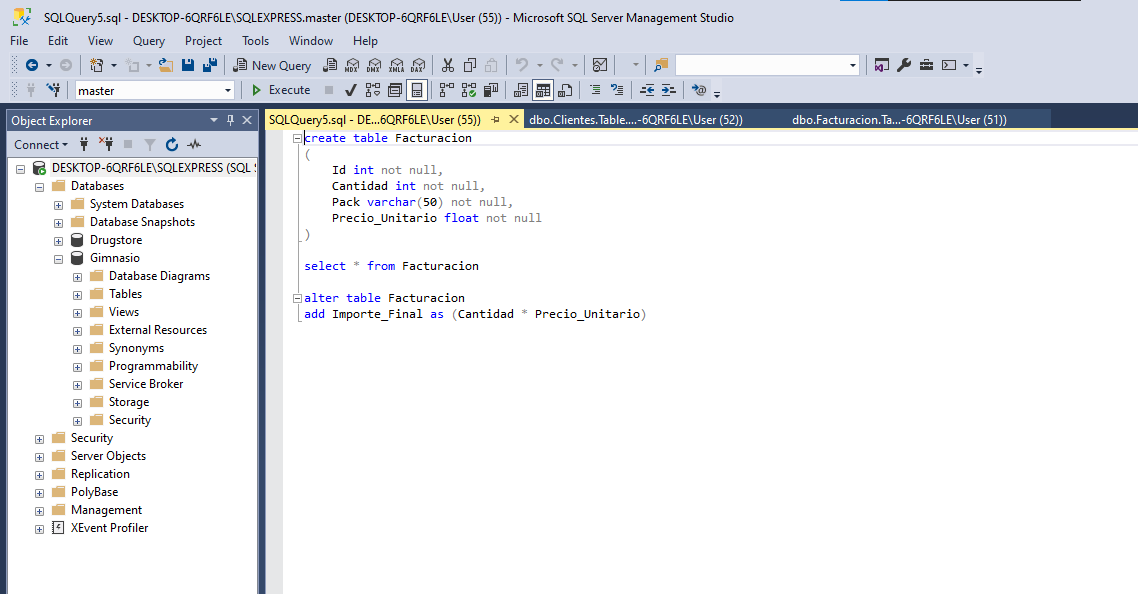 SQLQuery5.sql - DESKTOP-6QRF6LE\SQLEXPRESS.master (DESKTOP-6QRF6LE\User (55)) - Microsoft SQL Server Management Studio
File Edit View Query Project Tools Window Help
New Query MDX DMX XMLA DAX
master Execute
Object Explorer
SQLQuery5.sql - DE...6QRF6LE\User (55)) dbo.Clientes.Table....-6QRF6LE\User (52)) dbo.Facturacion.Ta...-6QRF6LE\User (51))
Connect
DESKTOP-6QRF6LE\SQLEXPRESS (SQL S
Databases
System Databases
Database Snapshots
Drugstore
Gimnasio
Database Diagrams
Tables
Views
External Resources
Synonyms
Programmability
Service Broker
Storage
Security
Security
Server Objects
Replication
PolyBase
Management
XEvent Profiler
create table Facturacion
(
Id int not null,
Cantidad int not null,
Pack varchar(50) not null,
Precio_Unitario float not null
)
select * from Facturacion
alter table Facturacion
add Importe_Final as (Cantidad * Precio_Unitario)